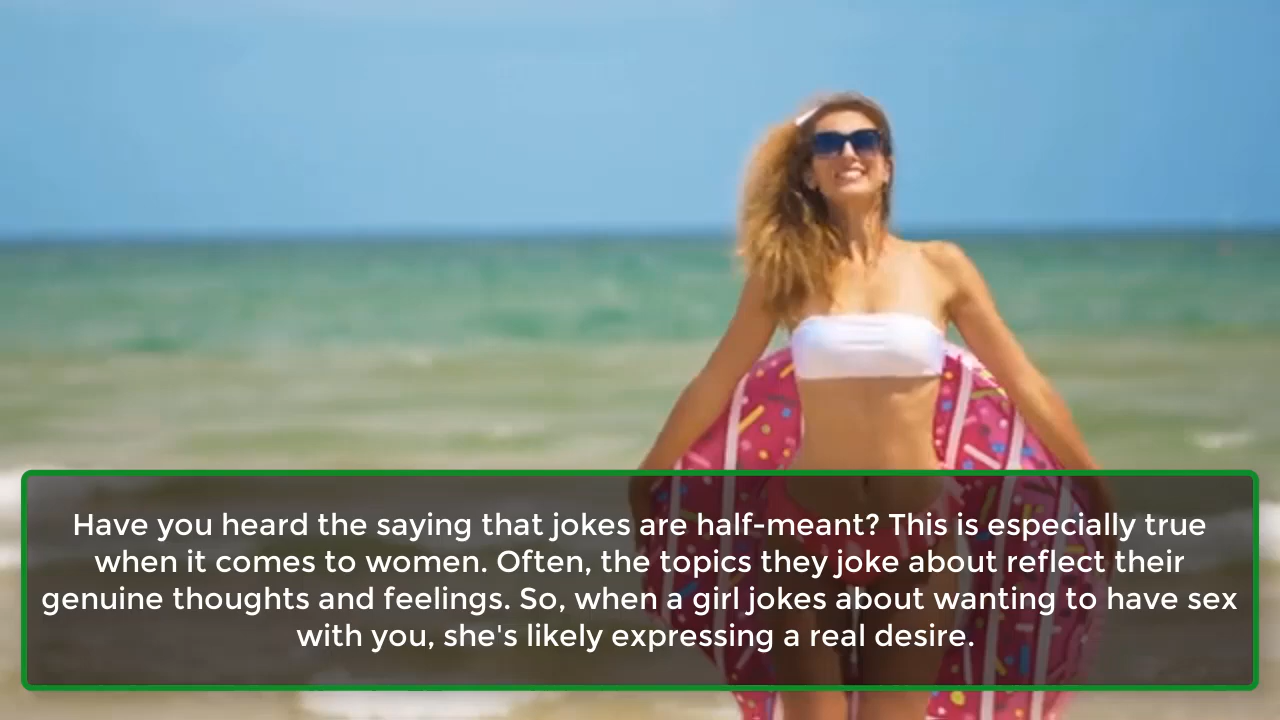 Have you heard the saying that jokes are half-meant? This is especially true
when it comes to women. Often, the topics they joke about reflect their
genuine thoughts and feelings. So, when a girl jokes about wanting to have sex
with you, she's likely expressing a real desire.